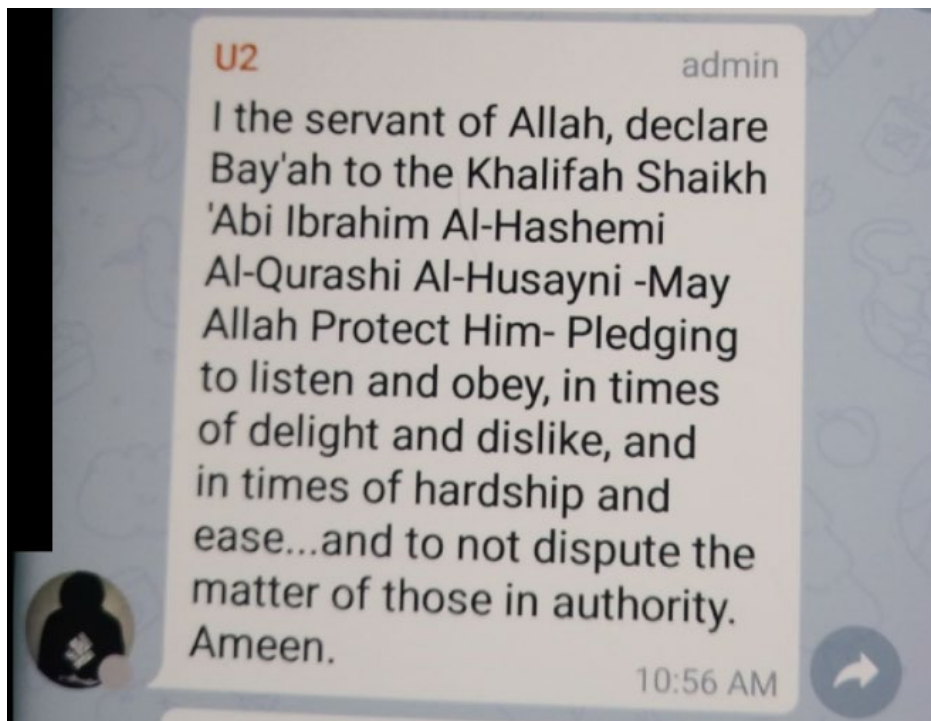 U2
admin
I the servant of Allah, declare
Bay'ah to the Khalifah Shaikh
'Abi Ibrahim Al-Hashemi
Al-Qurashi Al-Husayni -May
Allah Protect Him- Pledging
to listen and obey, in times
of delight and dislike, and
in times of hardship and
ease...and to not dispute the
matter of those in authority.
Ameen.
10:56 AM